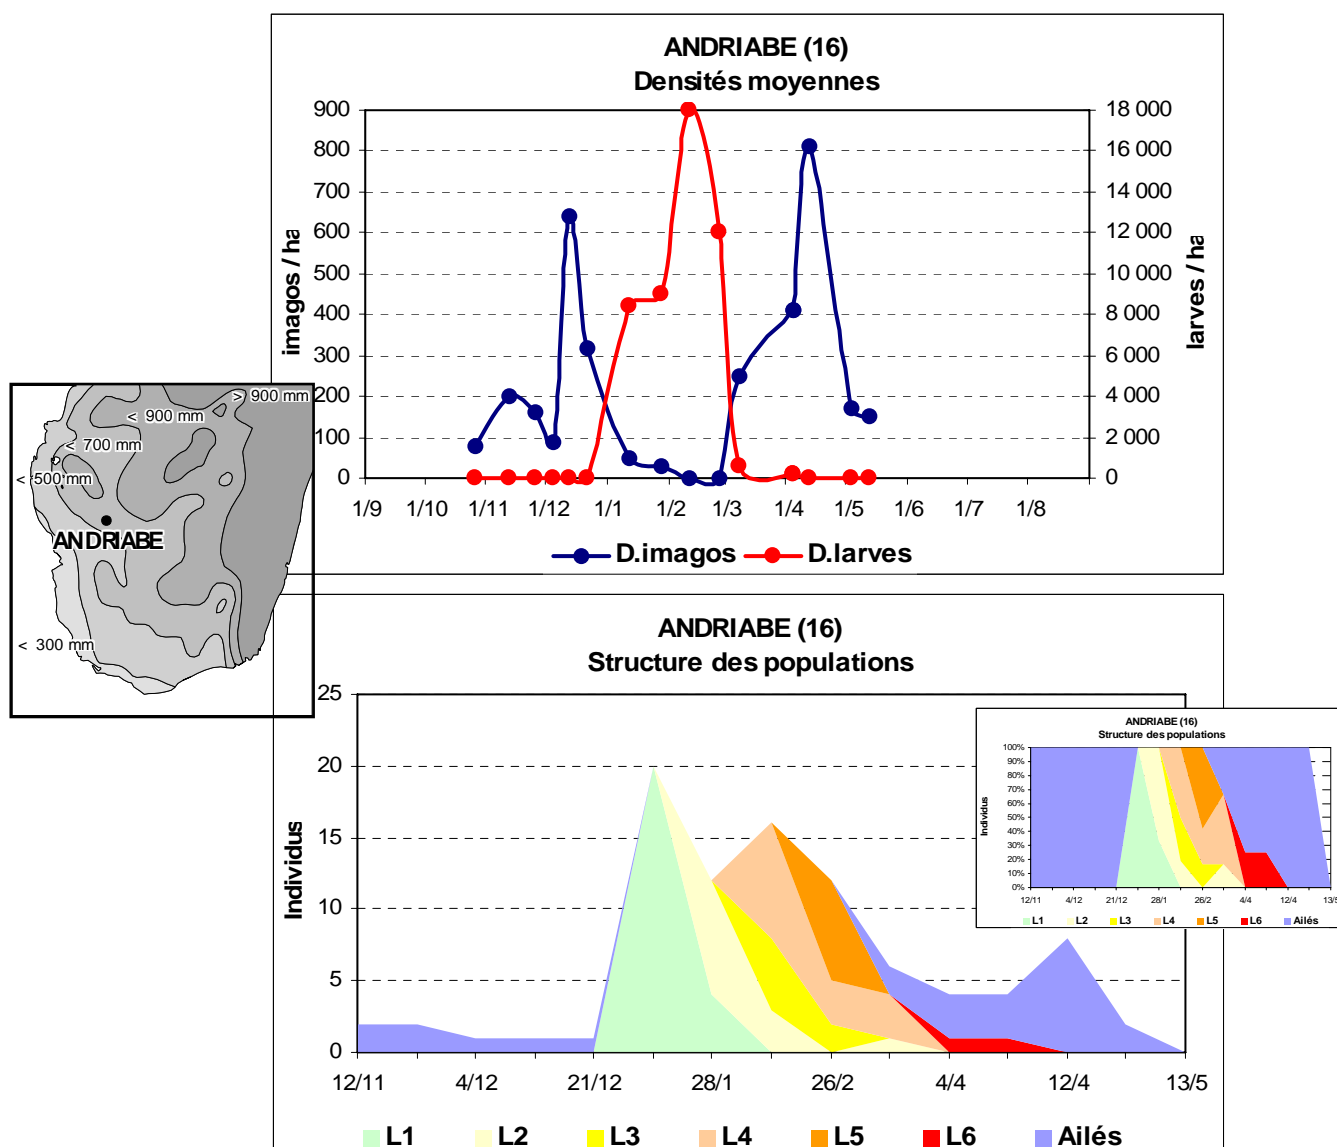 ANDRIABE (16)
Densités moyennes
900
800
700
600
500
400
300
200
100
0
imagos / ha
18 000
16 000
14 000
12 000
10 000
8 000
6 000
4 000
2 000
0
larves / ha
1/9 1/10 1/11 1/12 1/1 1/2 1/3 1/4 1/5 1/6 1/7 1/8
D.imagos D.larves
> 900 mm
< 900 mm
< 700 mm
< 500 mm
ANDRIABE
< 300 mm
ANDRIABE (16)
Structure des populations
25
20
15
10
5
0
Individus
12/11 4/12 21/12 28/1 26/2 4/4 12/4 13/5
L1 L2 L3 L4 L5 L6 Ailés
ANDRIABE (16)
Structure des populations
100%
90%
80%
70%
60%
50%
40%
30%
20%
10%
0%
Individus
12/11 4/12 21/12 28/1 26/2 4/4 12/4 13/5
L1 L2 L3 L4 L5 L6 Ailés